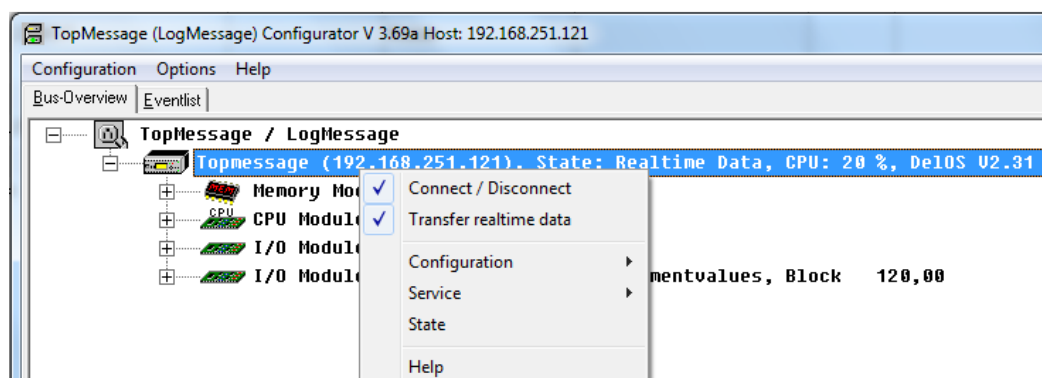 TopMessage (LogMessage) Configurator V 3.69a Host: 192.168.251.121
Configuration Options Help
Bus-Overview Eventlist
TopMessage / LogMessage
Topmessage (192.168.251.121). State: Realtime Data, CPU: 20 %, DelOS V2.31
Memory Mo
Connect / Disconnect
CPU CPU Module
Transfer realtime data
I/O Module
Configuration
I/O Module
mentvalues, Block 120,00
Service
State
Help